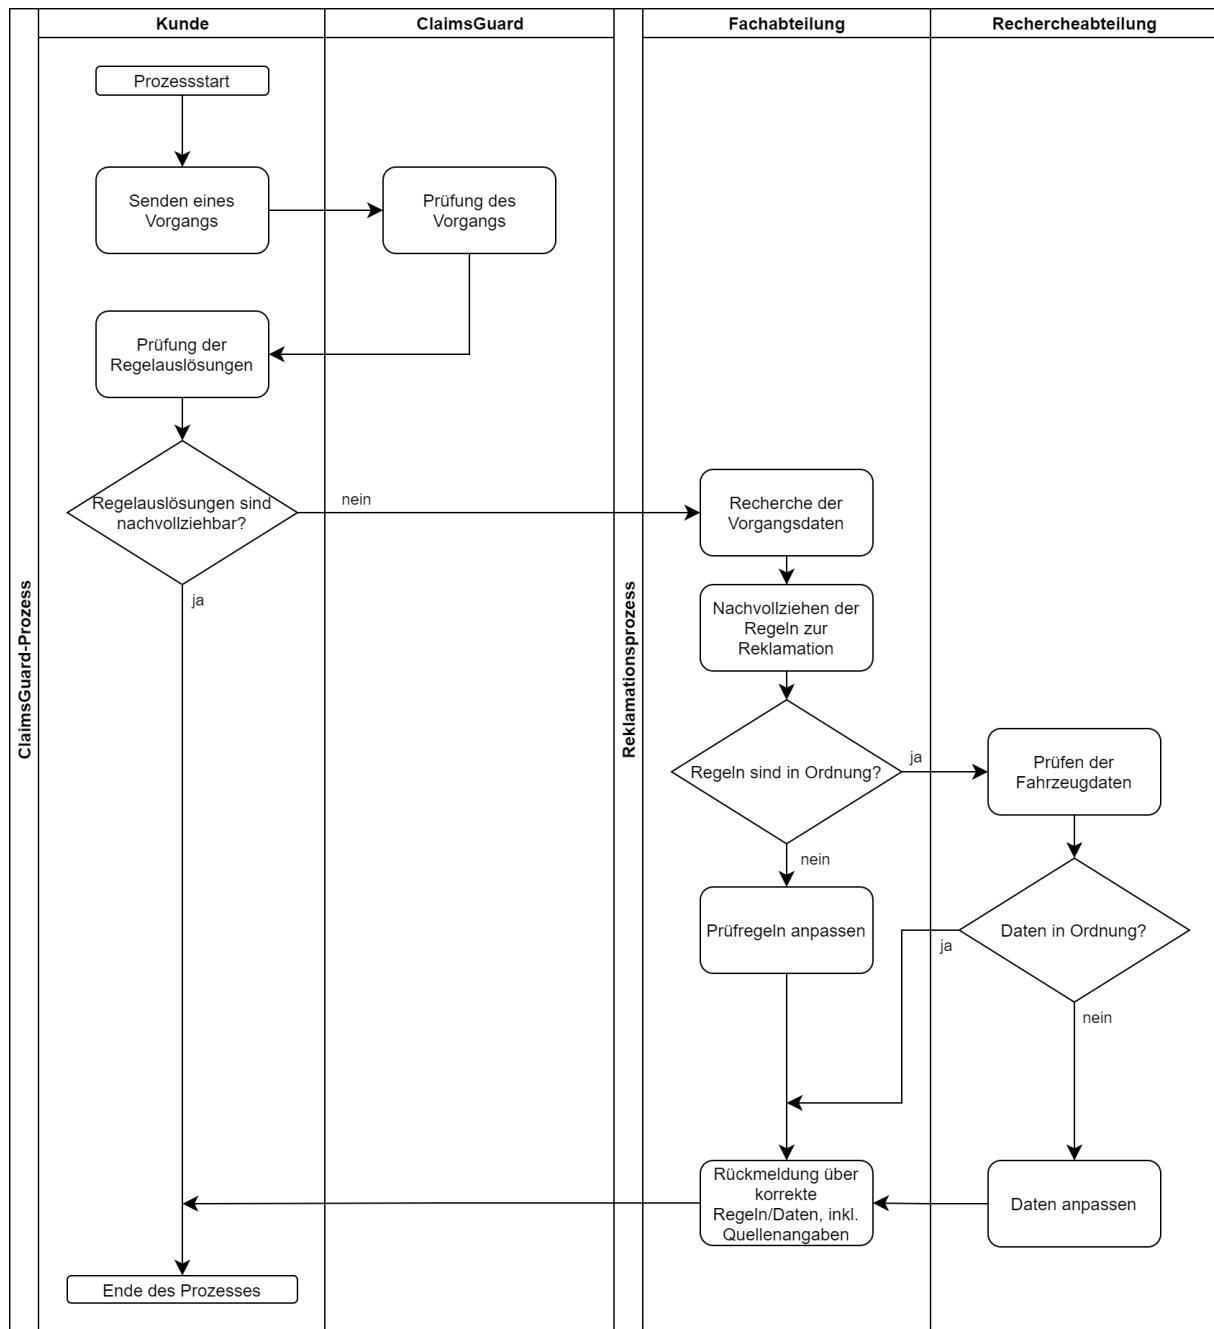 Kunde
ClaimsGuard
Fachabteilung
Rechercheabteilung
ClaimsGuard-Prozess
Reklamationsprozess
Prozessstart
Senden eines
Vorgangs
Prüfung des
Vorgangs
Prüfung der
Regelauslösungen
Regelauslösungen sind
nachvollziehbar?
nein
ja
Recherche der
Vorgangsdaten
Nachvollziehen der
Regeln zur
Reklamation
Regeln sind in Ordnung?
ja
nein
Prüfen der
Fahrzeugdaten
Prüfregeln anpassen
Daten in Ordnung?
ja
nein
Rückmeldung über
korrekte
Regeln/Daten, inkl.
Quellenangaben
Daten anpassen
Ende des Prozesses